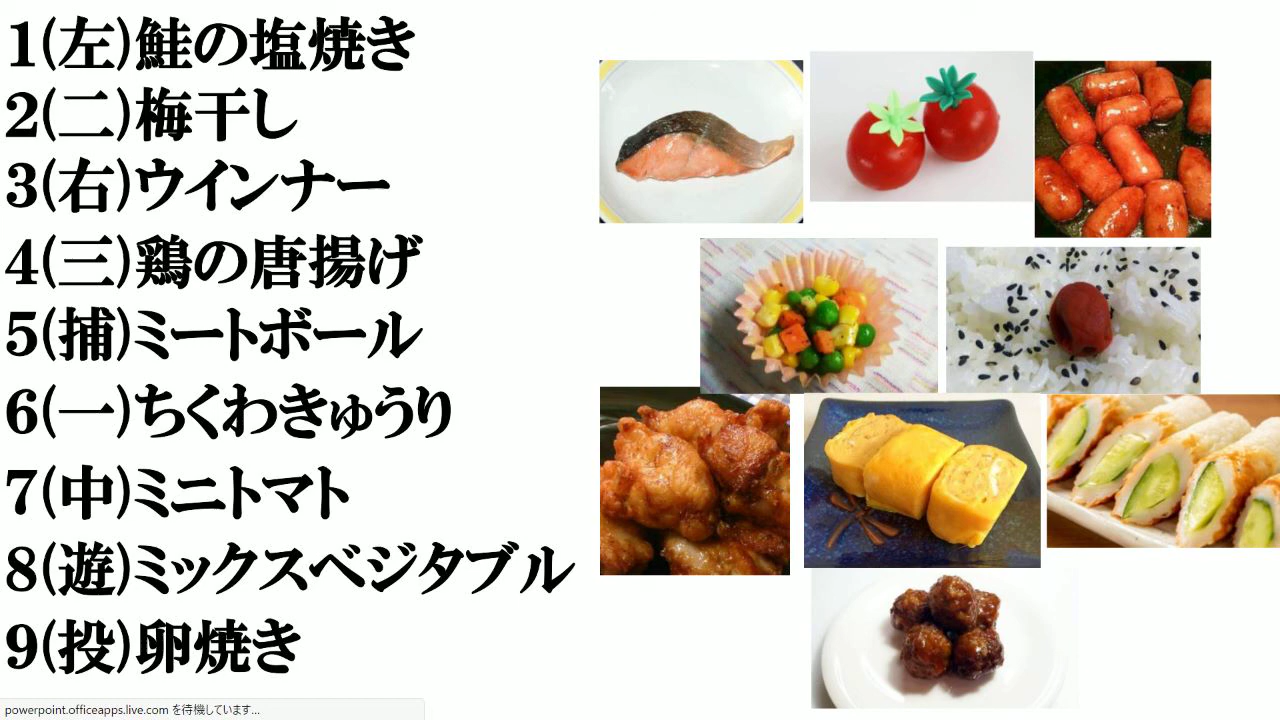 1(左)鮭の塩焼き
2(二)梅干し
3(右)ウインナー
4(三)鶏の唐揚げ
5(捕)ミートボール
6(一)ちくわきゅうり
7(中)ミニトマト
8(遊)ミックスベジタブル
9(投)卵焼き
powerpoint.officeapps.live.com を待機しています...